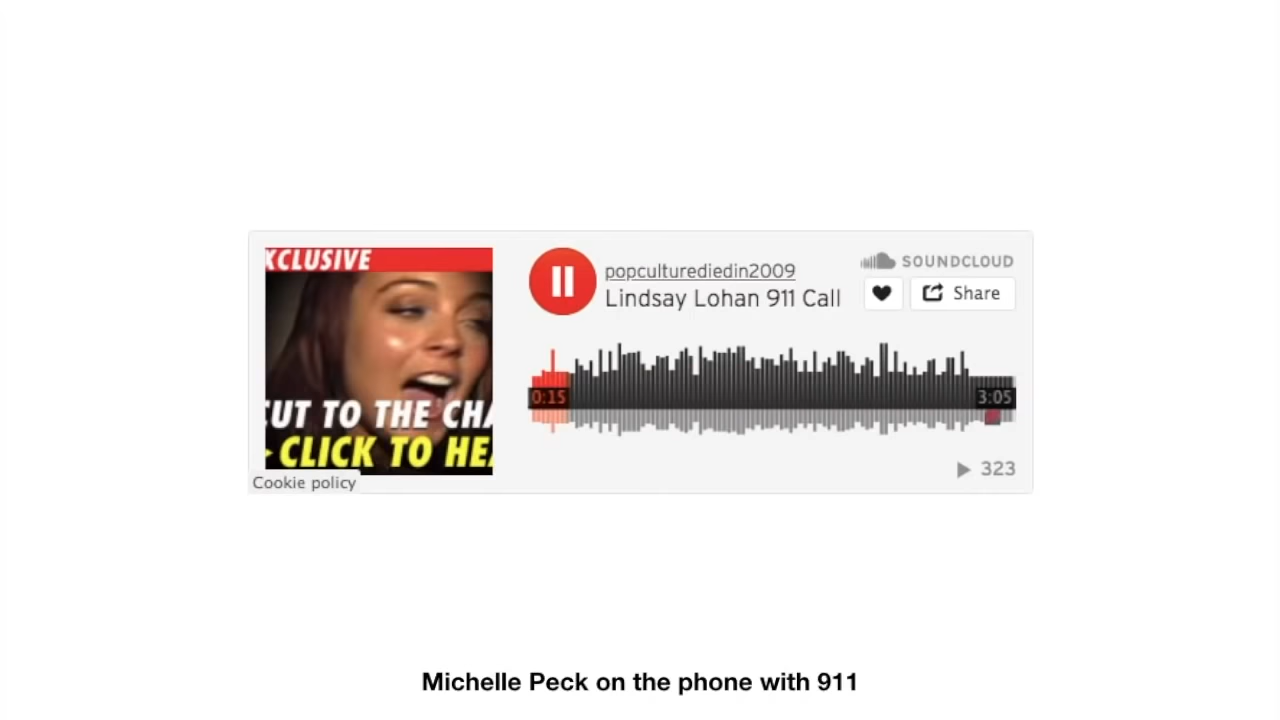 XCLUSIVE
CUT TO THE CHA
CLICK TO HEA
Cookie policy
popculturediedin2009
Lindsay Lohan 911 Call
SOUNDCLOUD
Share
0:15
3:05
323
Michelle Peck on the phone with 911